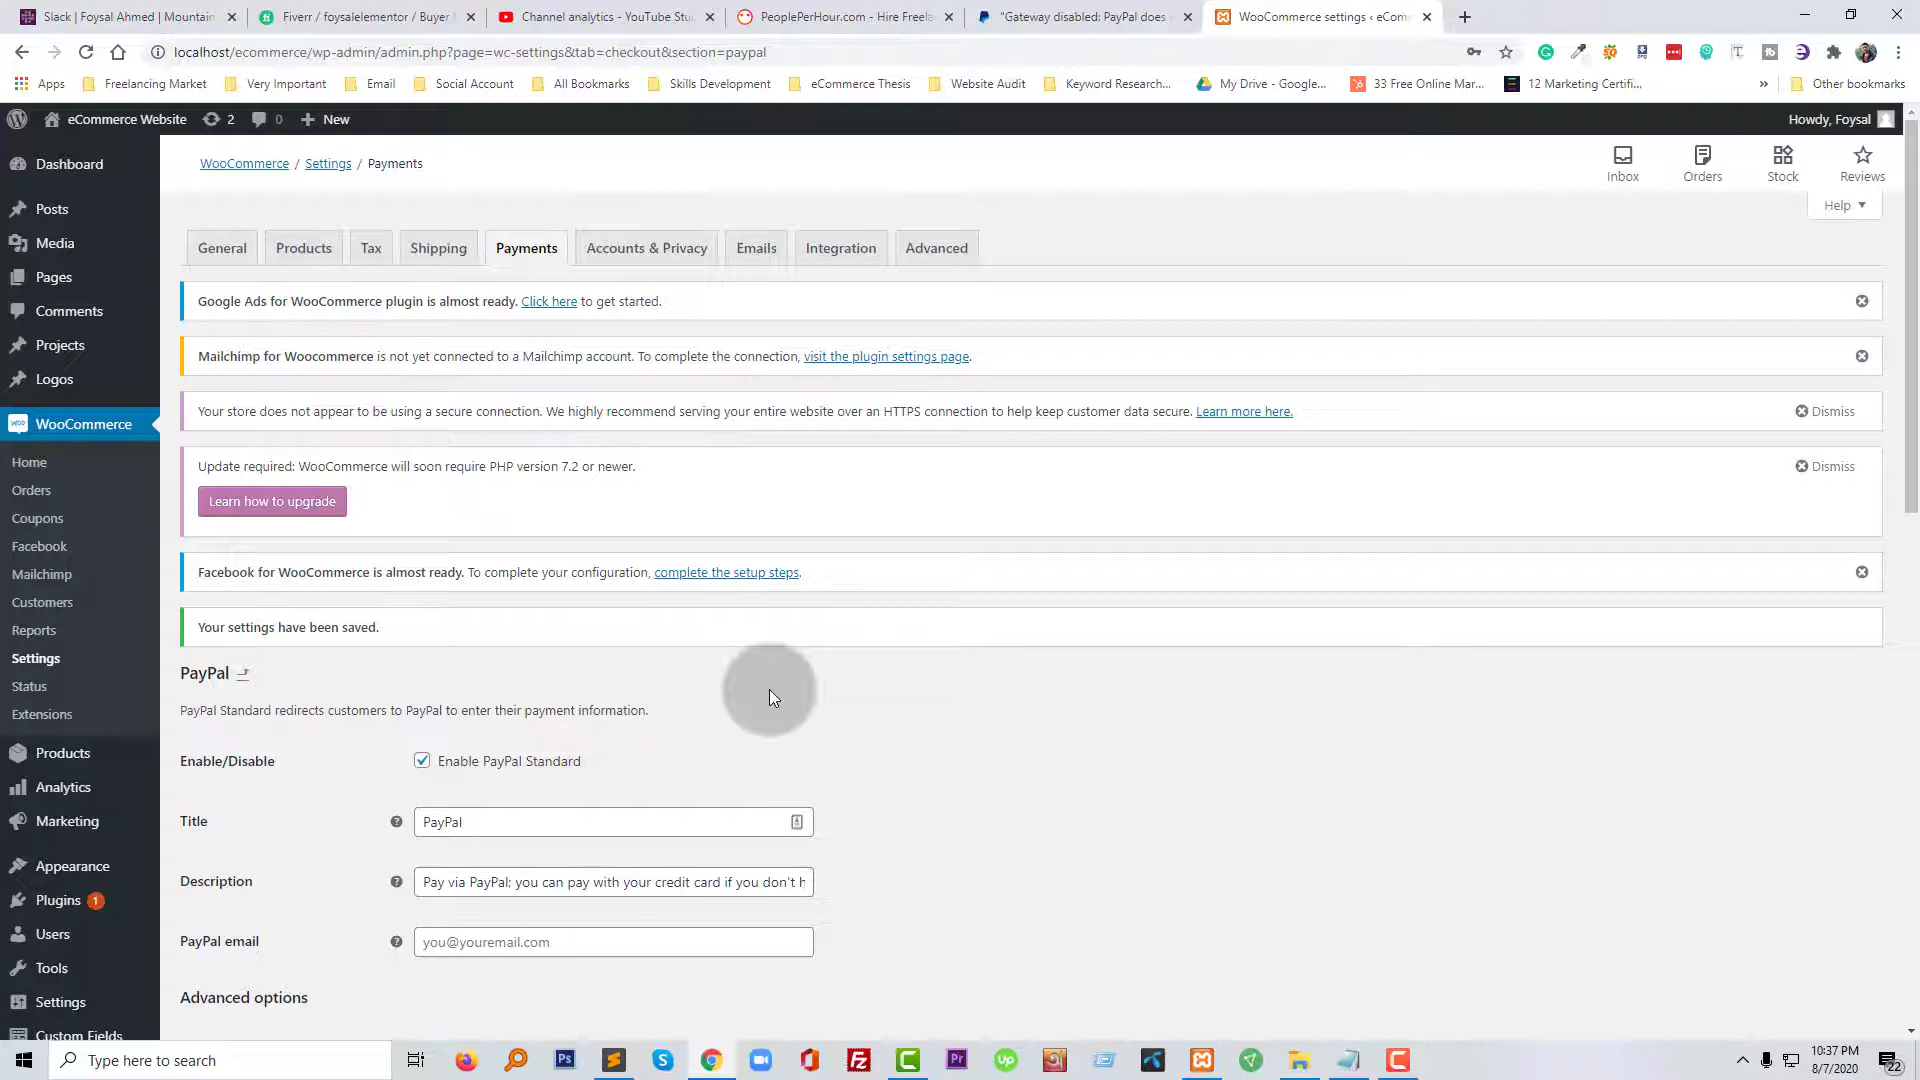 Slack | Foysal Ahmed | Mountain
Fiverr / foysalelementor / Buyer
Channel analytics - YouTube Stu
PeoplePerHour.com - Hire Freela
"Gateway disabled: PayPal does
WooCommerce settings ‹ eCom
localhost/ecommerce/wp-admin/admin.php?page=wc-settings&tab=checkout&section=paypal
Apps
Freelancing Market
Very Important
Email
Social Account
All Bookmarks
Skills Development
eCommerce Thesis
Website Audit
Keyword Research...
My Drive - Google...
33 Free Online Mar...
12 Marketing Certifi...
»
Other bookmarks
eCommerce Website
2
0
New
Howdy, Foysal
Dashboard
Posts
Media
Pages
Comments
Projects
Logos
WooCommerce
Home
Orders
Coupons
Facebook
Mailchimp
Customers
Reports
Settings
Status
Extensions
Products
Analytics
Marketing
Appearance
Plugins 1
Users
Tools
Settings
Custom Fields
WooCommerce / Settings / Payments
Inbox
Orders
Stock
Reviews
Help
General
Products
Tax
Shipping
Payments
Accounts & Privacy
Emails
Integration
Advanced
Google Ads for WooCommerce plugin is almost ready. Click here to get started.
Mailchimp for Woocommerce is not yet connected to a Mailchimp account. To complete the connection, visit the plugin settings page.
Your store does not appear to be using a secure connection. We highly recommend serving your entire website over an HTTPS connection to help keep customer data secure. Learn more here.
Dismiss
Update required: WooCommerce will soon require PHP version 7.2 or newer.
Dismiss
Learn how to upgrade
Facebook for WooCommerce is almost ready. To complete your configuration, complete the setup steps.
Your settings have been saved.
PayPal
PayPal Standard redirects customers to PayPal to enter their payment information.
Enable/Disable
Enable PayPal Standard
Title
PayPal
Description
Pay via PayPal; you can pay with your credit card if you don't h
PayPal email
you@youremail.com
Advanced options
Type here to search
10:37 PM
8/7/2020
22